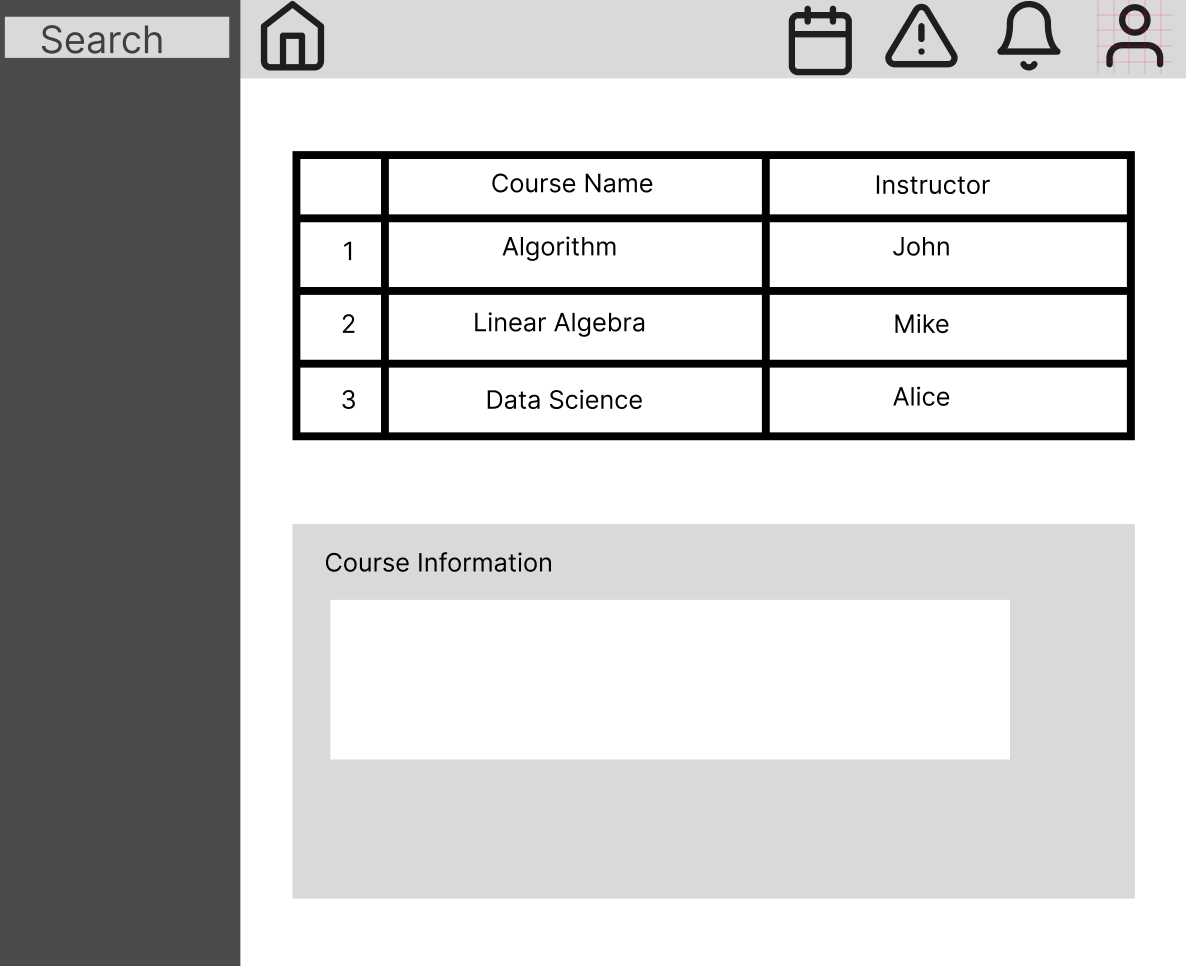 Search
Course Name Instructor
1 Algorithm John
2 Linear Algebra Mike
3 Data Science Alice
Course Information